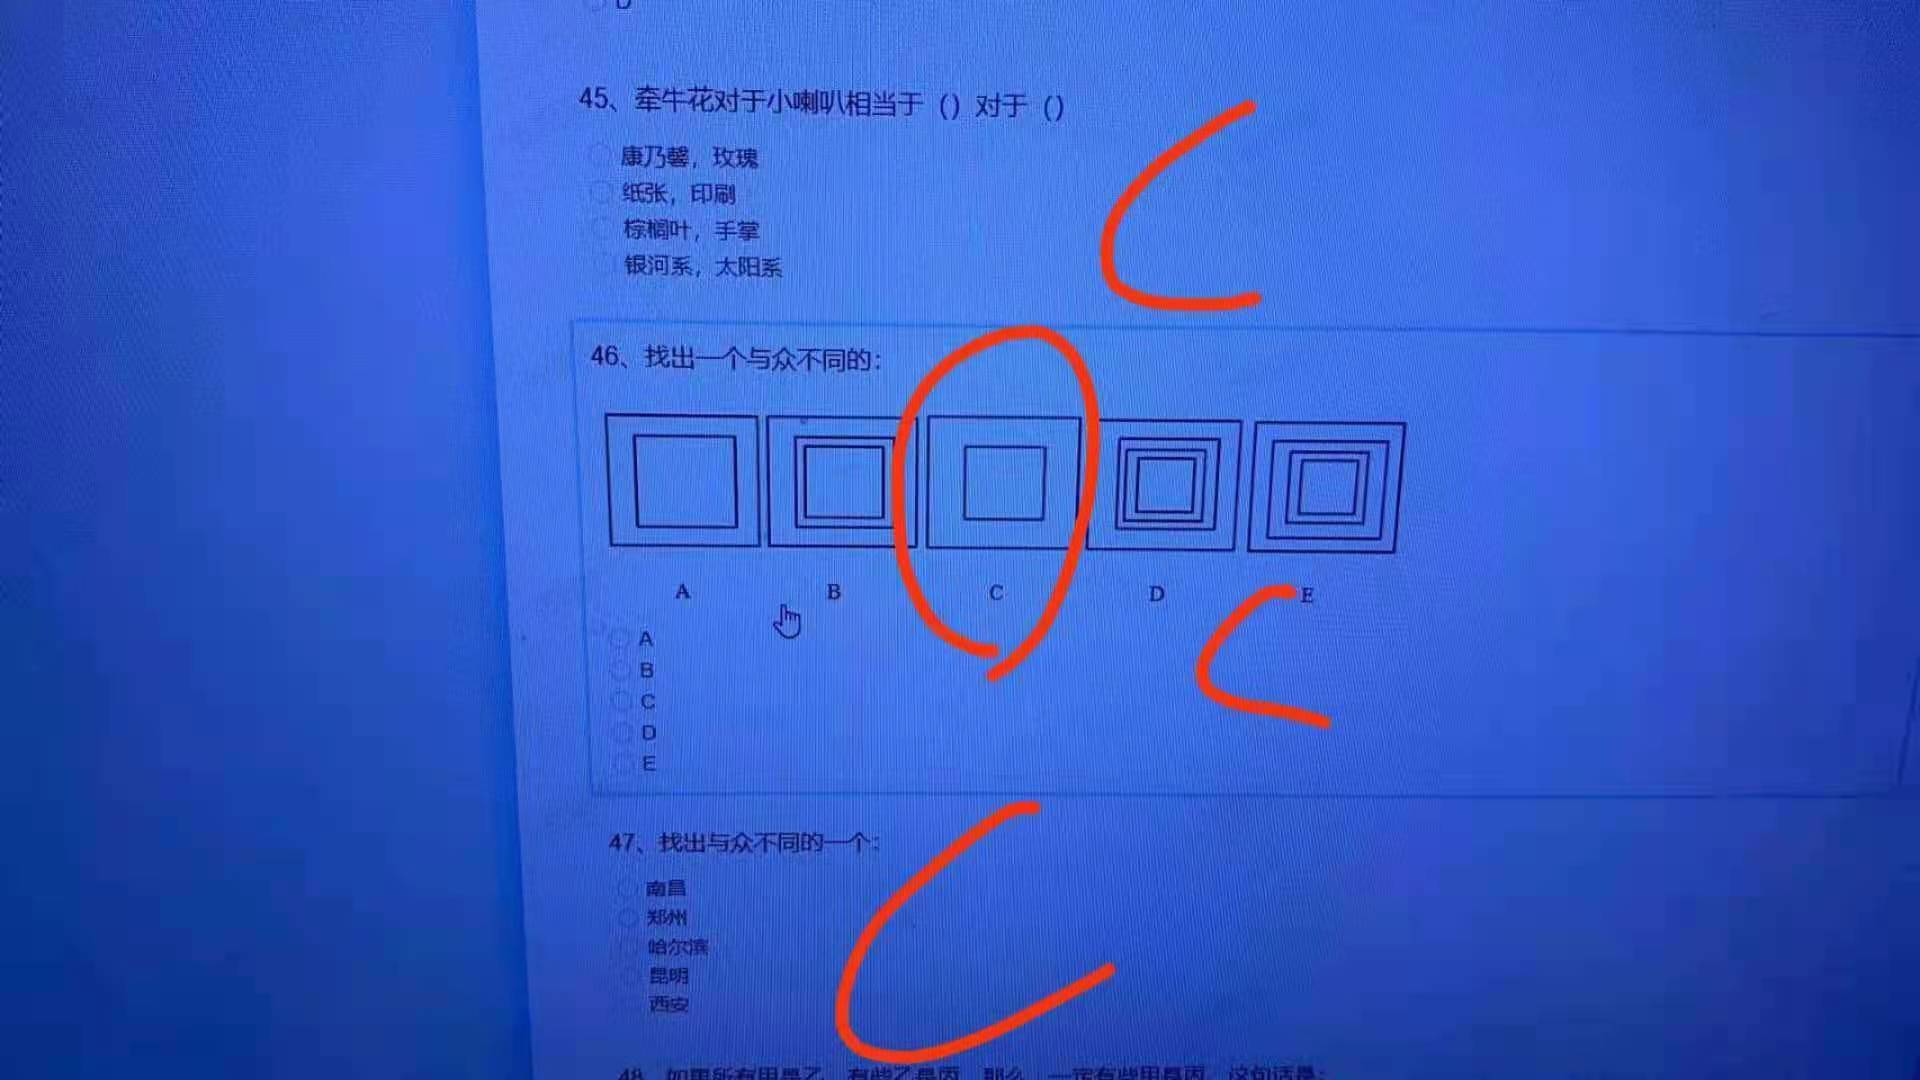 D
45、牵牛花对于小喇叭相当于（）对于（）
康乃馨，玫瑰
纸张，印刷
棕榈叶，手掌
银河系，太阳系
46、找出一个与众不同的：
A B C D E
A
B
C
D
E
47、找出与众不同的一个：
南昌
郑州
哈尔滨
昆明
西安
48、如果所有甲是乙，有些乙是丙，那么，一定有些甲是丙。这句话是：
C
C
C